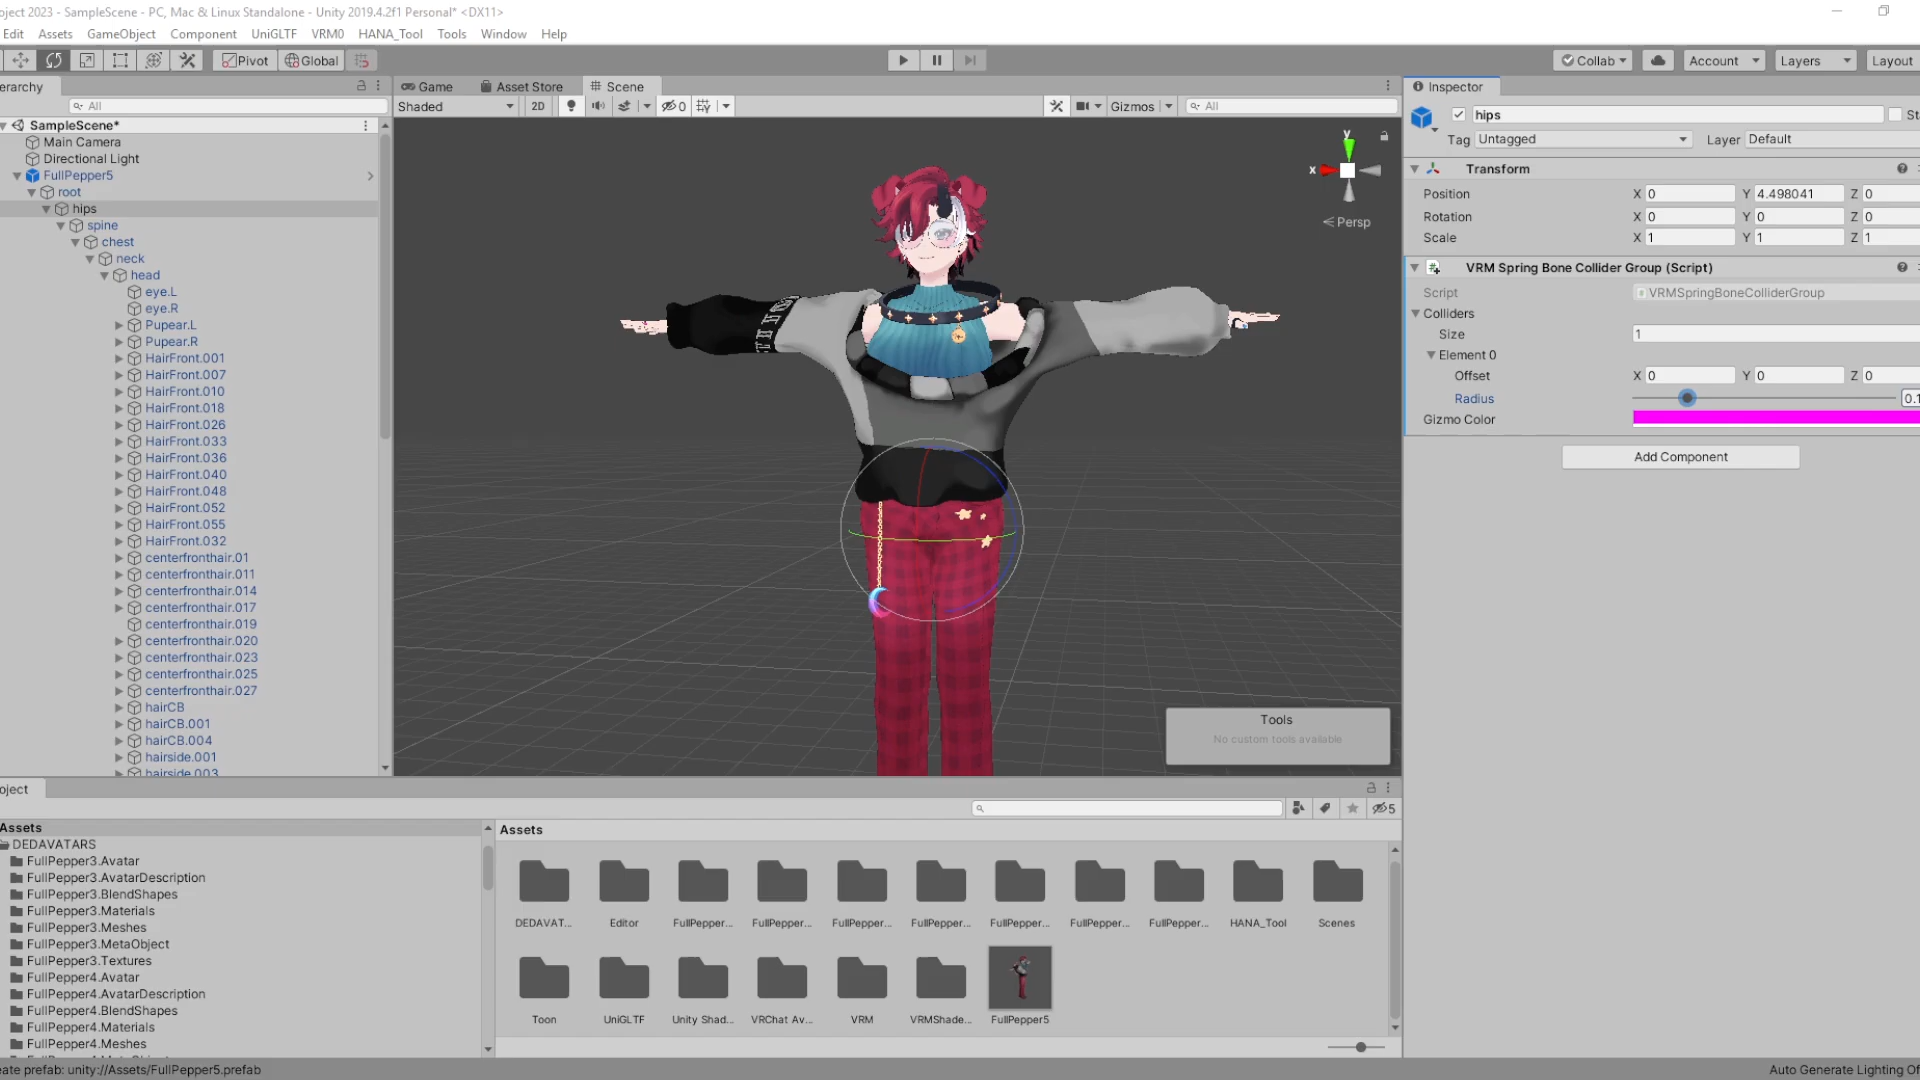 oject 2023 - SampleScene - PC, Mac & Linux Standalone - Unity 2019.4.2f1 Personal* <DX11>
Edit Assets GameObject Component UniGLTF VRM0 HANA_Tool Tools Window Help
Pivot Global Collab Account Layers Layout
erarchy Game Asset Store Scene Inspector
All Shaded 2D 0 Gizmos All
SampleScene*
Main Camera
Directional Light
FullPepper5
root
hips
spine
chest
neck
head
eye.L
eye.R
Pupear.L
Pupear.R
HairFront.001
HairFront.007
HairFront.010
HairFront.018
HairFront.026
HairFront.033
HairFront.036
HairFront.040
HairFront.048
HairFront.052
HairFront.055
HairFront.032
centerfronthair.01
centerfronthair.011
centerfronthair.014
centerfronthair.017
centerfronthair.019
centerfronthair.020
centerfronthair.023
centerfronthair.025
centerfronthair.027
hairCB
hairCB.001
hairCB.004
hairside.001
hairside.003
y
x
Persp
Tools
No custom tools available
hips St
Tag Untagged Layer Default
Transform
Position X 0 Y 4.498041 Z 0
Rotation X 0 Y 0 Z 0
Scale X 1 Y 1 Z 1
VRM Spring Bone Collider Group (Script)
Script VRMSpringBoneColliderGroup
Colliders
Size 1
Element 0
Offset X 0 Y 0 Z 0
Radius 0.1
Gizmo Color
Add Component
oject
5
Assets
DEDAVATARS
FullPepper3.Avatar
FullPepper3.AvatarDescription
FullPepper3.BlendShapes
FullPepper3.Materials
FullPepper3.Meshes
FullPepper3.MetaObject
FullPepper3.Textures
FullPepper4.Avatar
FullPepper4.AvatarDescription
FullPepper4.BlendShapes
FullPepper4.Materials
FullPepper4.Meshes
Assets
DEDAVAT... Editor FullPepper... FullPepper... FullPepper... FullPepper... FullPepper... FullPepper... FullPepper... HANA_Tool Scenes
Toon UniGLTF Unity Shad... VRChat Av... VRM VRMShade... FullPepper5
eate prefab: unity://Assets/FullPepper5.prefab
Auto Generate Lighting Of